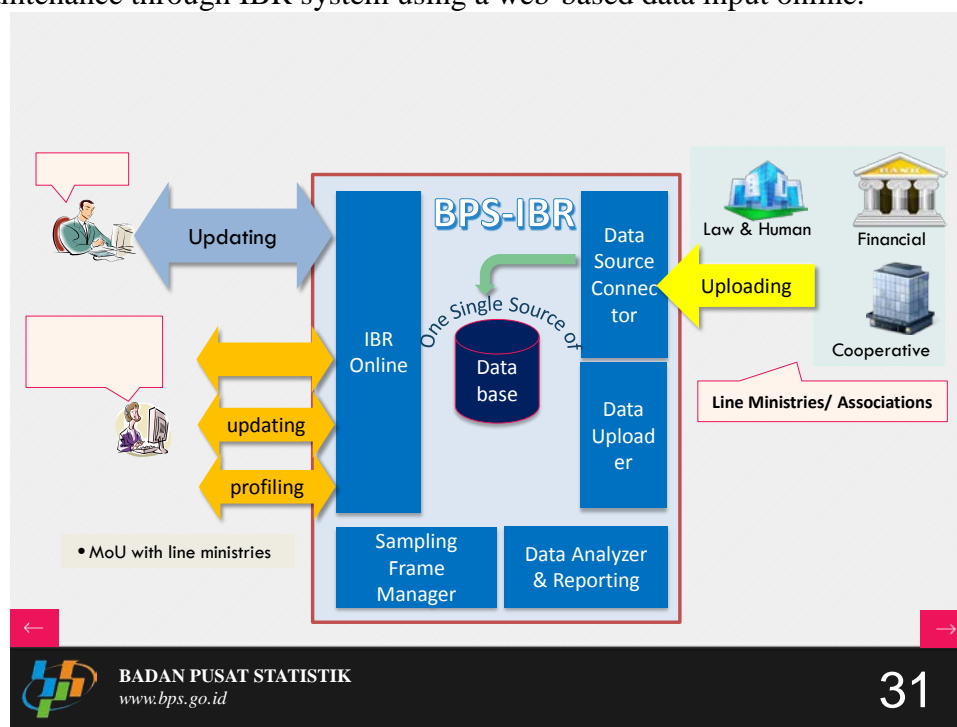 ntenance through IBR system using a web-based data input online.
BPS-IBR
Updating
IBR
Online
One Single Source of
Data
base
Data
Source
Connec
tor
Data
Upload
er
Uploading
Law & Human
BANK
Financial
Cooperative
Line Ministries/ Associations
updating
profiling
• MoU with line ministries
Sampling
Frame
Manager
Data Analyzer
& Reporting
←
→
BADAN PUSAT STATISTIK
www.bps.go.id
31